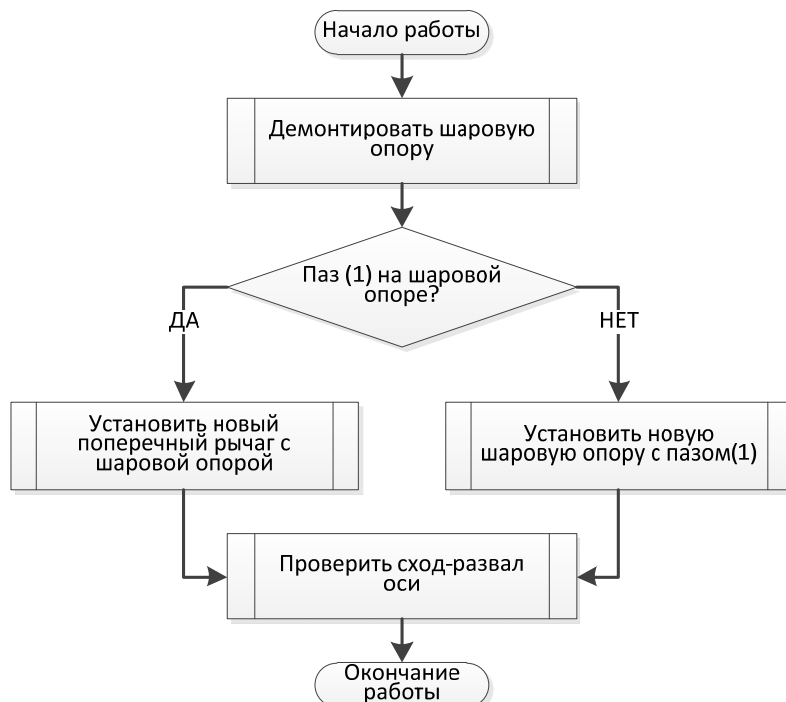 Начало работы
Демонтировать шаровую
опору
Паз (1) на шаровой
опоре?
ДА
НЕТ
Установить новый
поперечный рычаг с
шаровой опорой
Установить новую
шаровую опору с пазом(1)
Проверить сход-развал
оси
Окончание
работы